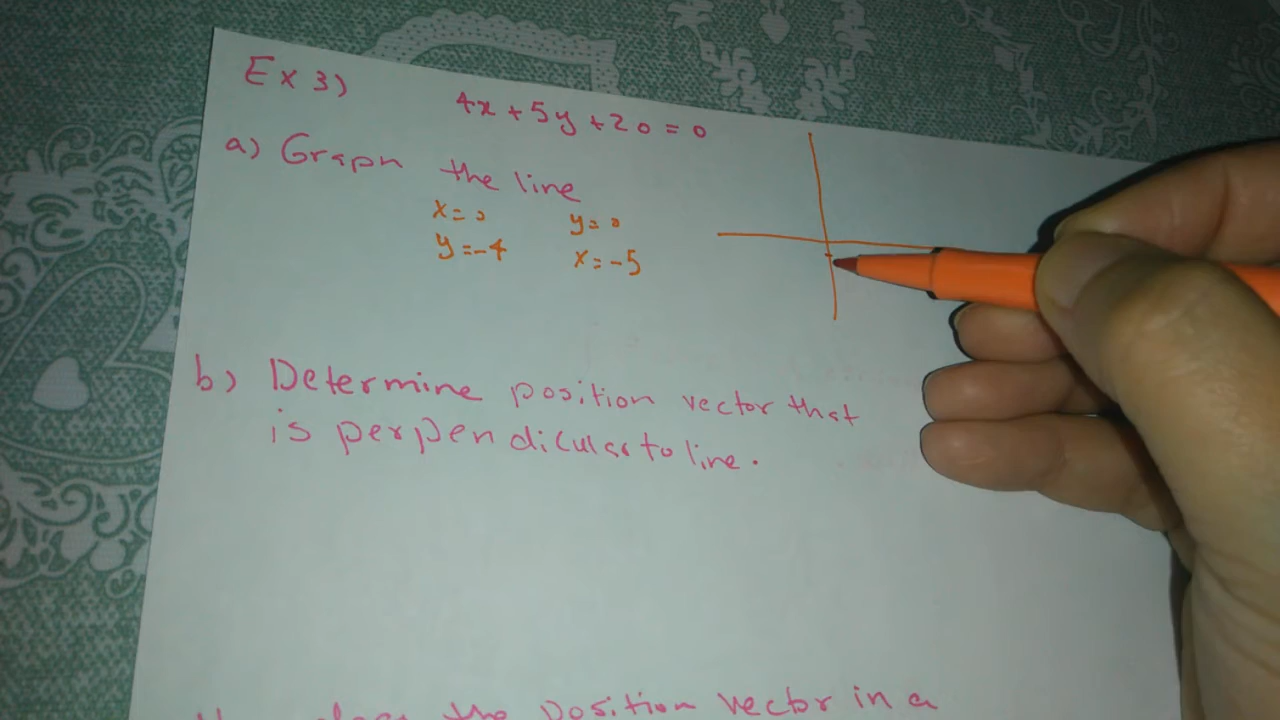 Ex 3)
4x + 5y + 20 = 0
a) Graph the line
x = 0 y = 0
y = -4 x = -5
b) Determine position vector that
is perpendicular to line.
the position vector in a